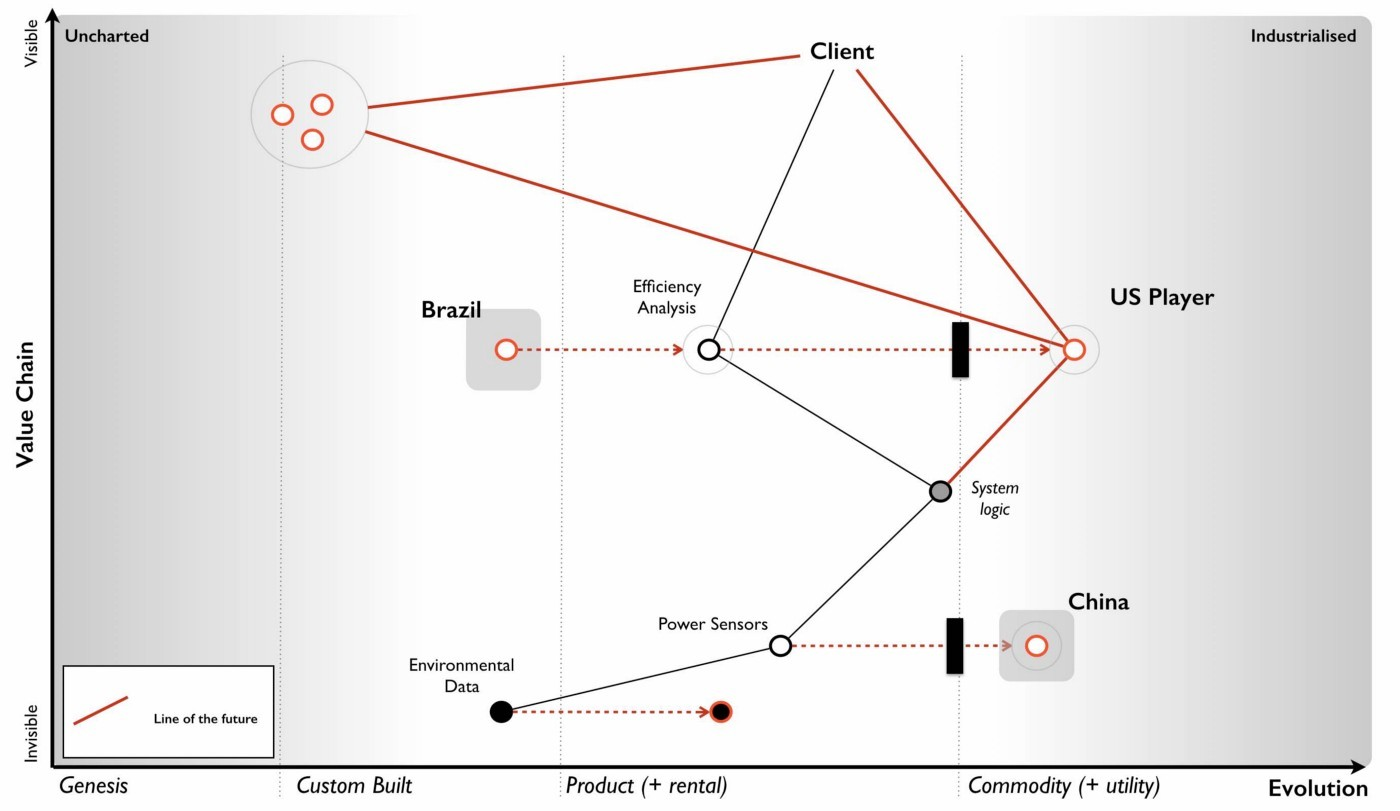 Visible
Uncharted
Client
Industrialised
Efficiency
Analysis
Brazil
US Player
Value Chain
System
logic
China
Power Sensors
Environmental
Data
Line of the future
Invisible
Genesis
Custom Built
Product (+ rental)
Commodity (+ utility)
Evolution